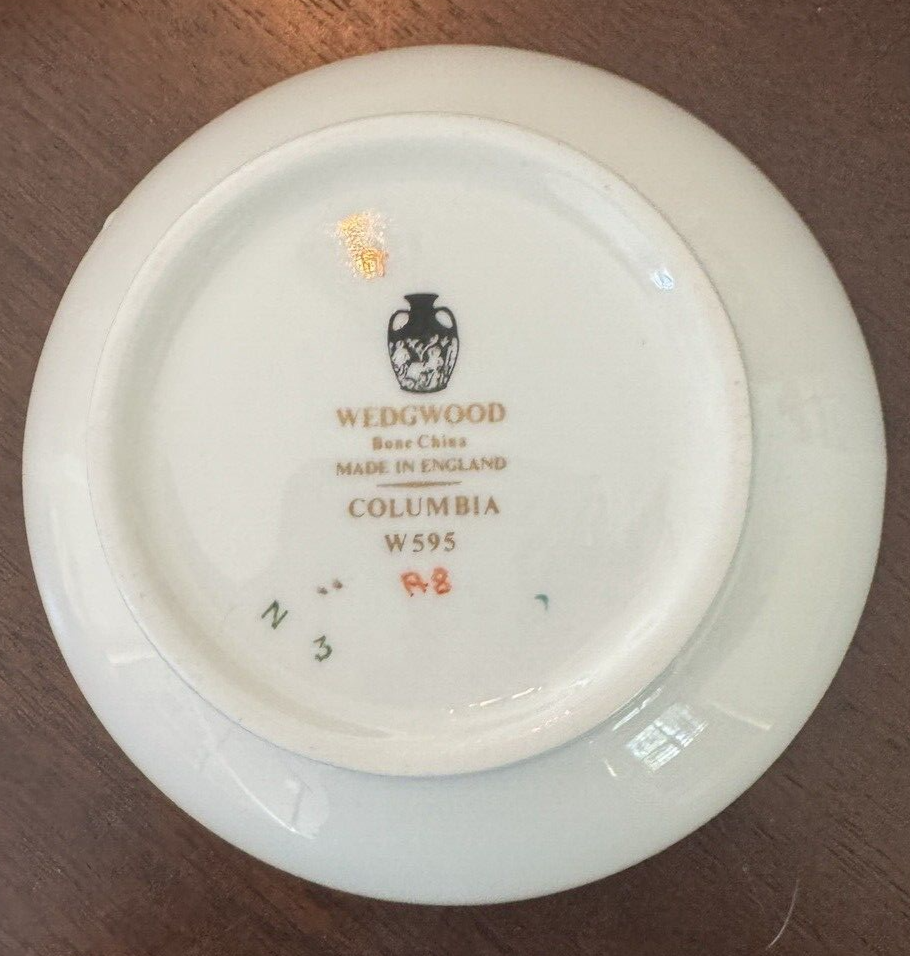 WEDGWOOD
Bone China
MADE IN ENGLAND
COLUMBIA
W595
A8
N
3